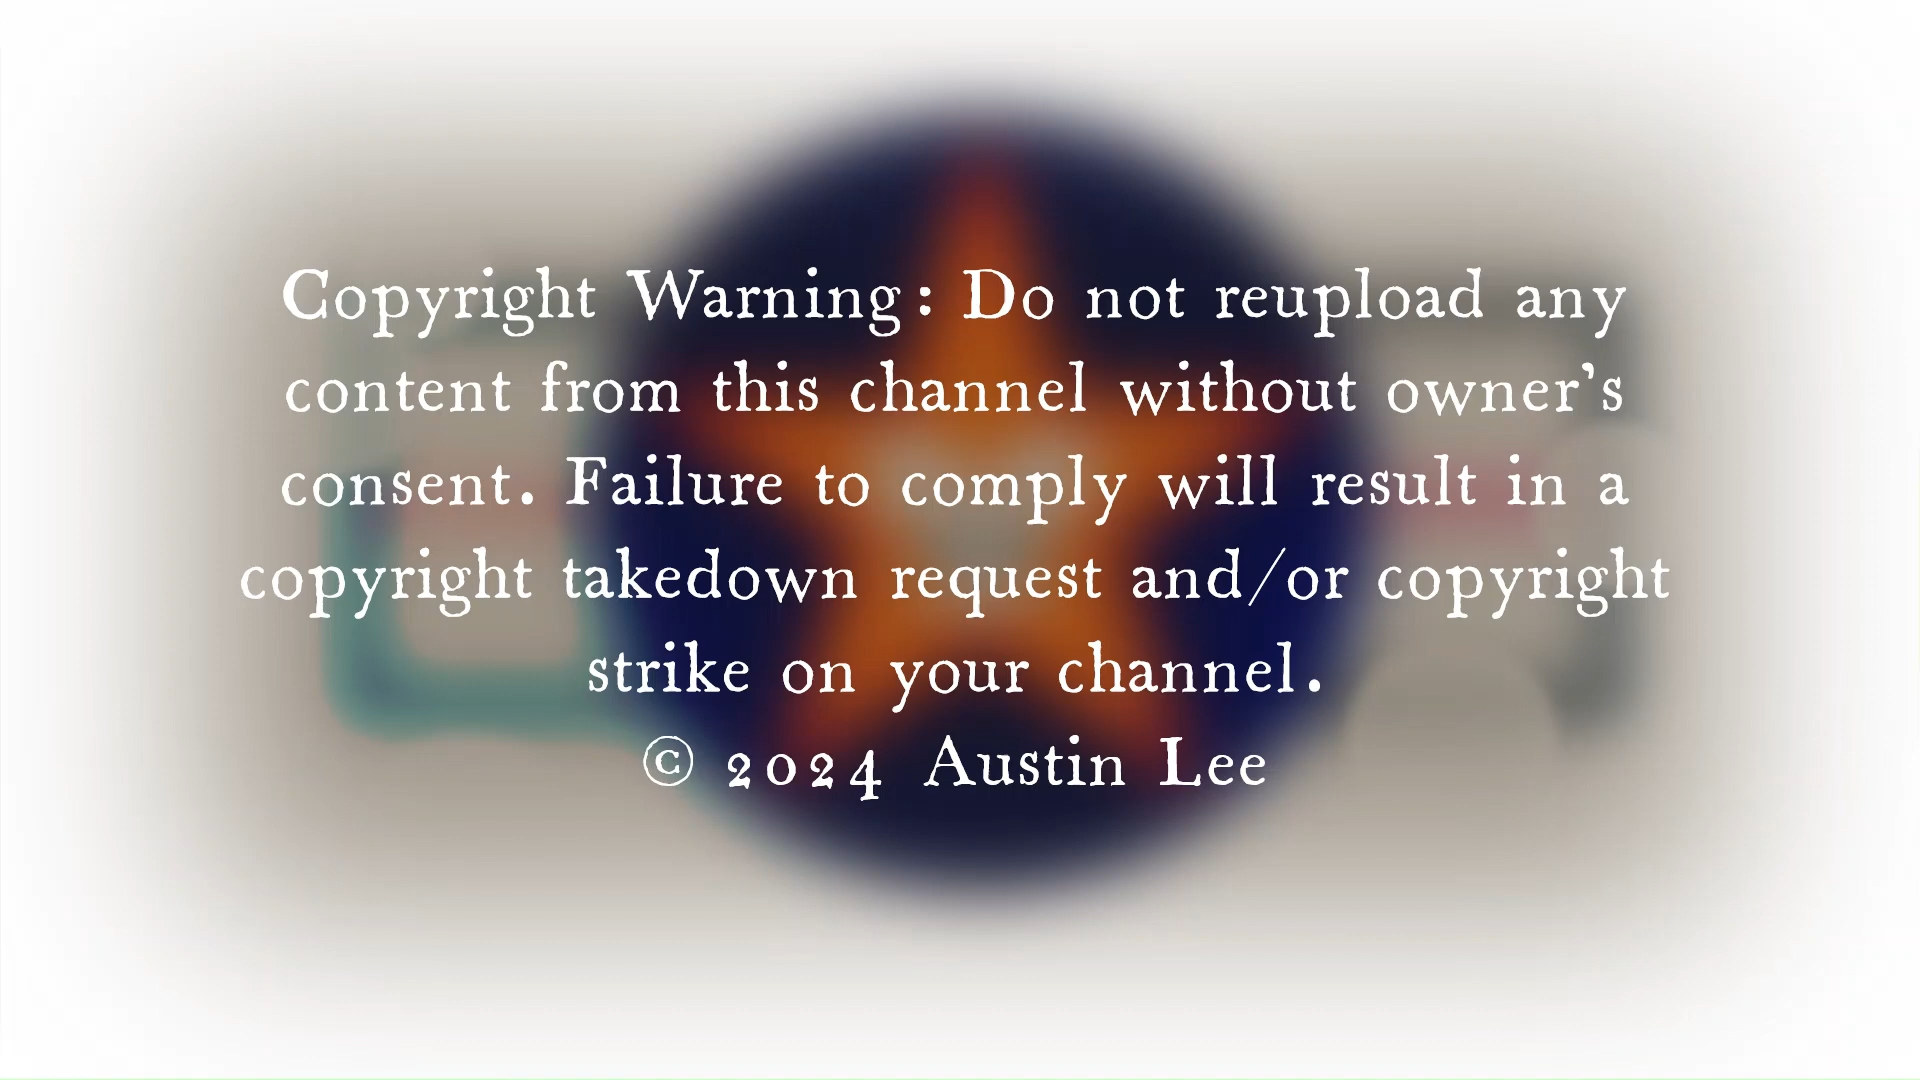 Copyright Warning: Do not reupload any
content from this channel without owner's
consent. Failure to comply will result in a
copyright takedown request and/or copyright
strike on your channel.
© 2024 Austin Lee